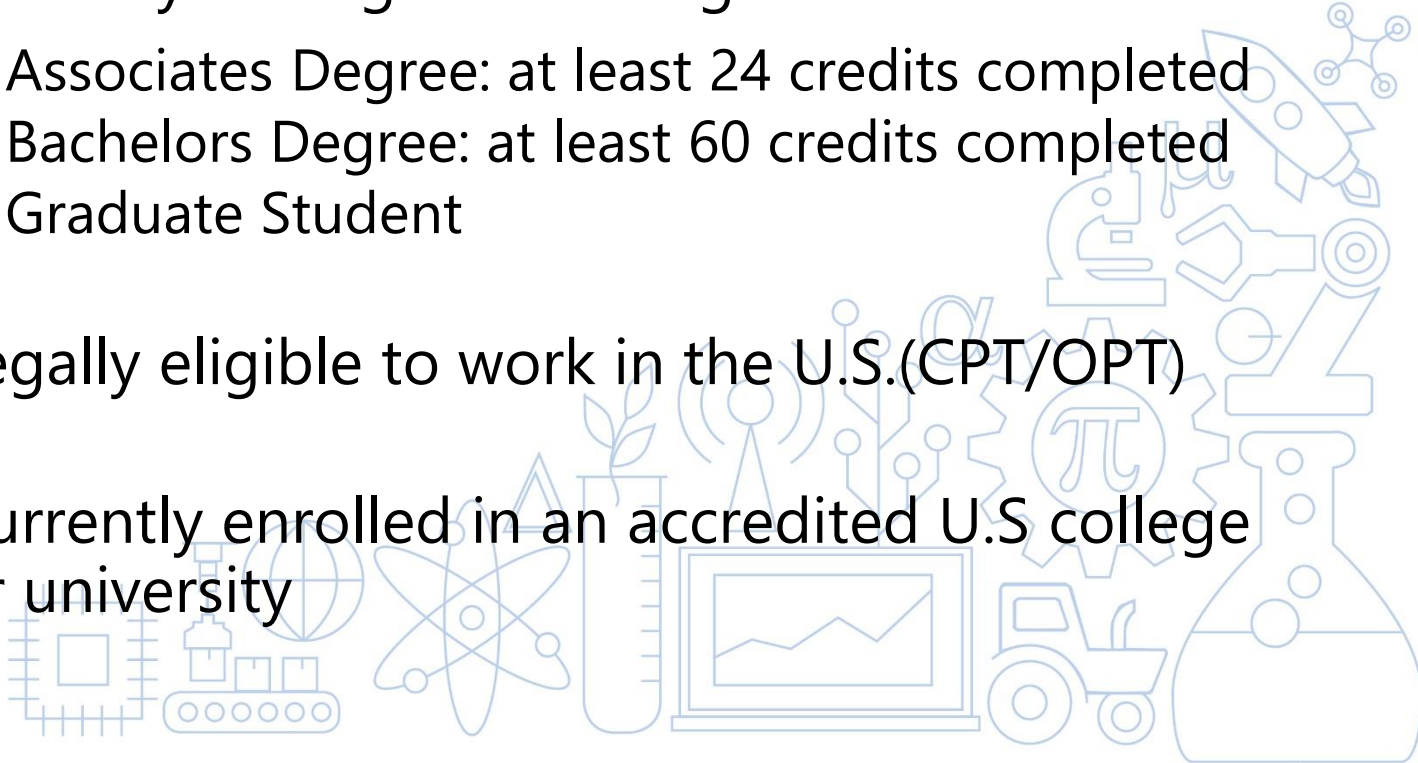 Associates Degree: at least 24 credits completed
Bachelors Degree: at least 60 credits completed
Graduate Student
egally eligible to work in the U.S.(CPT/OPT)
urrently enrolled in an accredited U.S college
r university
μ
α
π